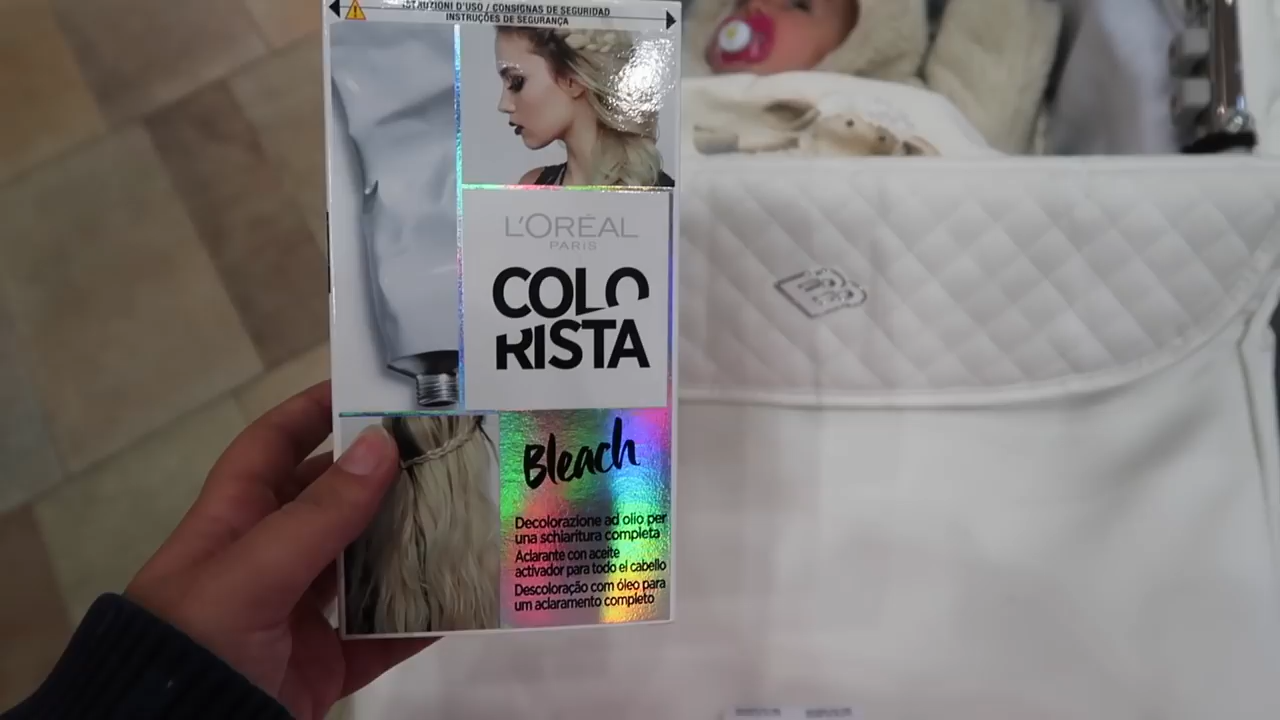 ISTRUZIONI D'USO / CONSIGNAS DE SEGURIDAD
INSTRUÇÕES DE SEGURANÇA
L'ORÉAL
PARIS
COLO
RISTA
Bleach
Decolorazione ad olio per
una schiaritura completa
Aclarante con aceite
activador para todo el cabello
Descoloração com óleo para
um aclaramento completo